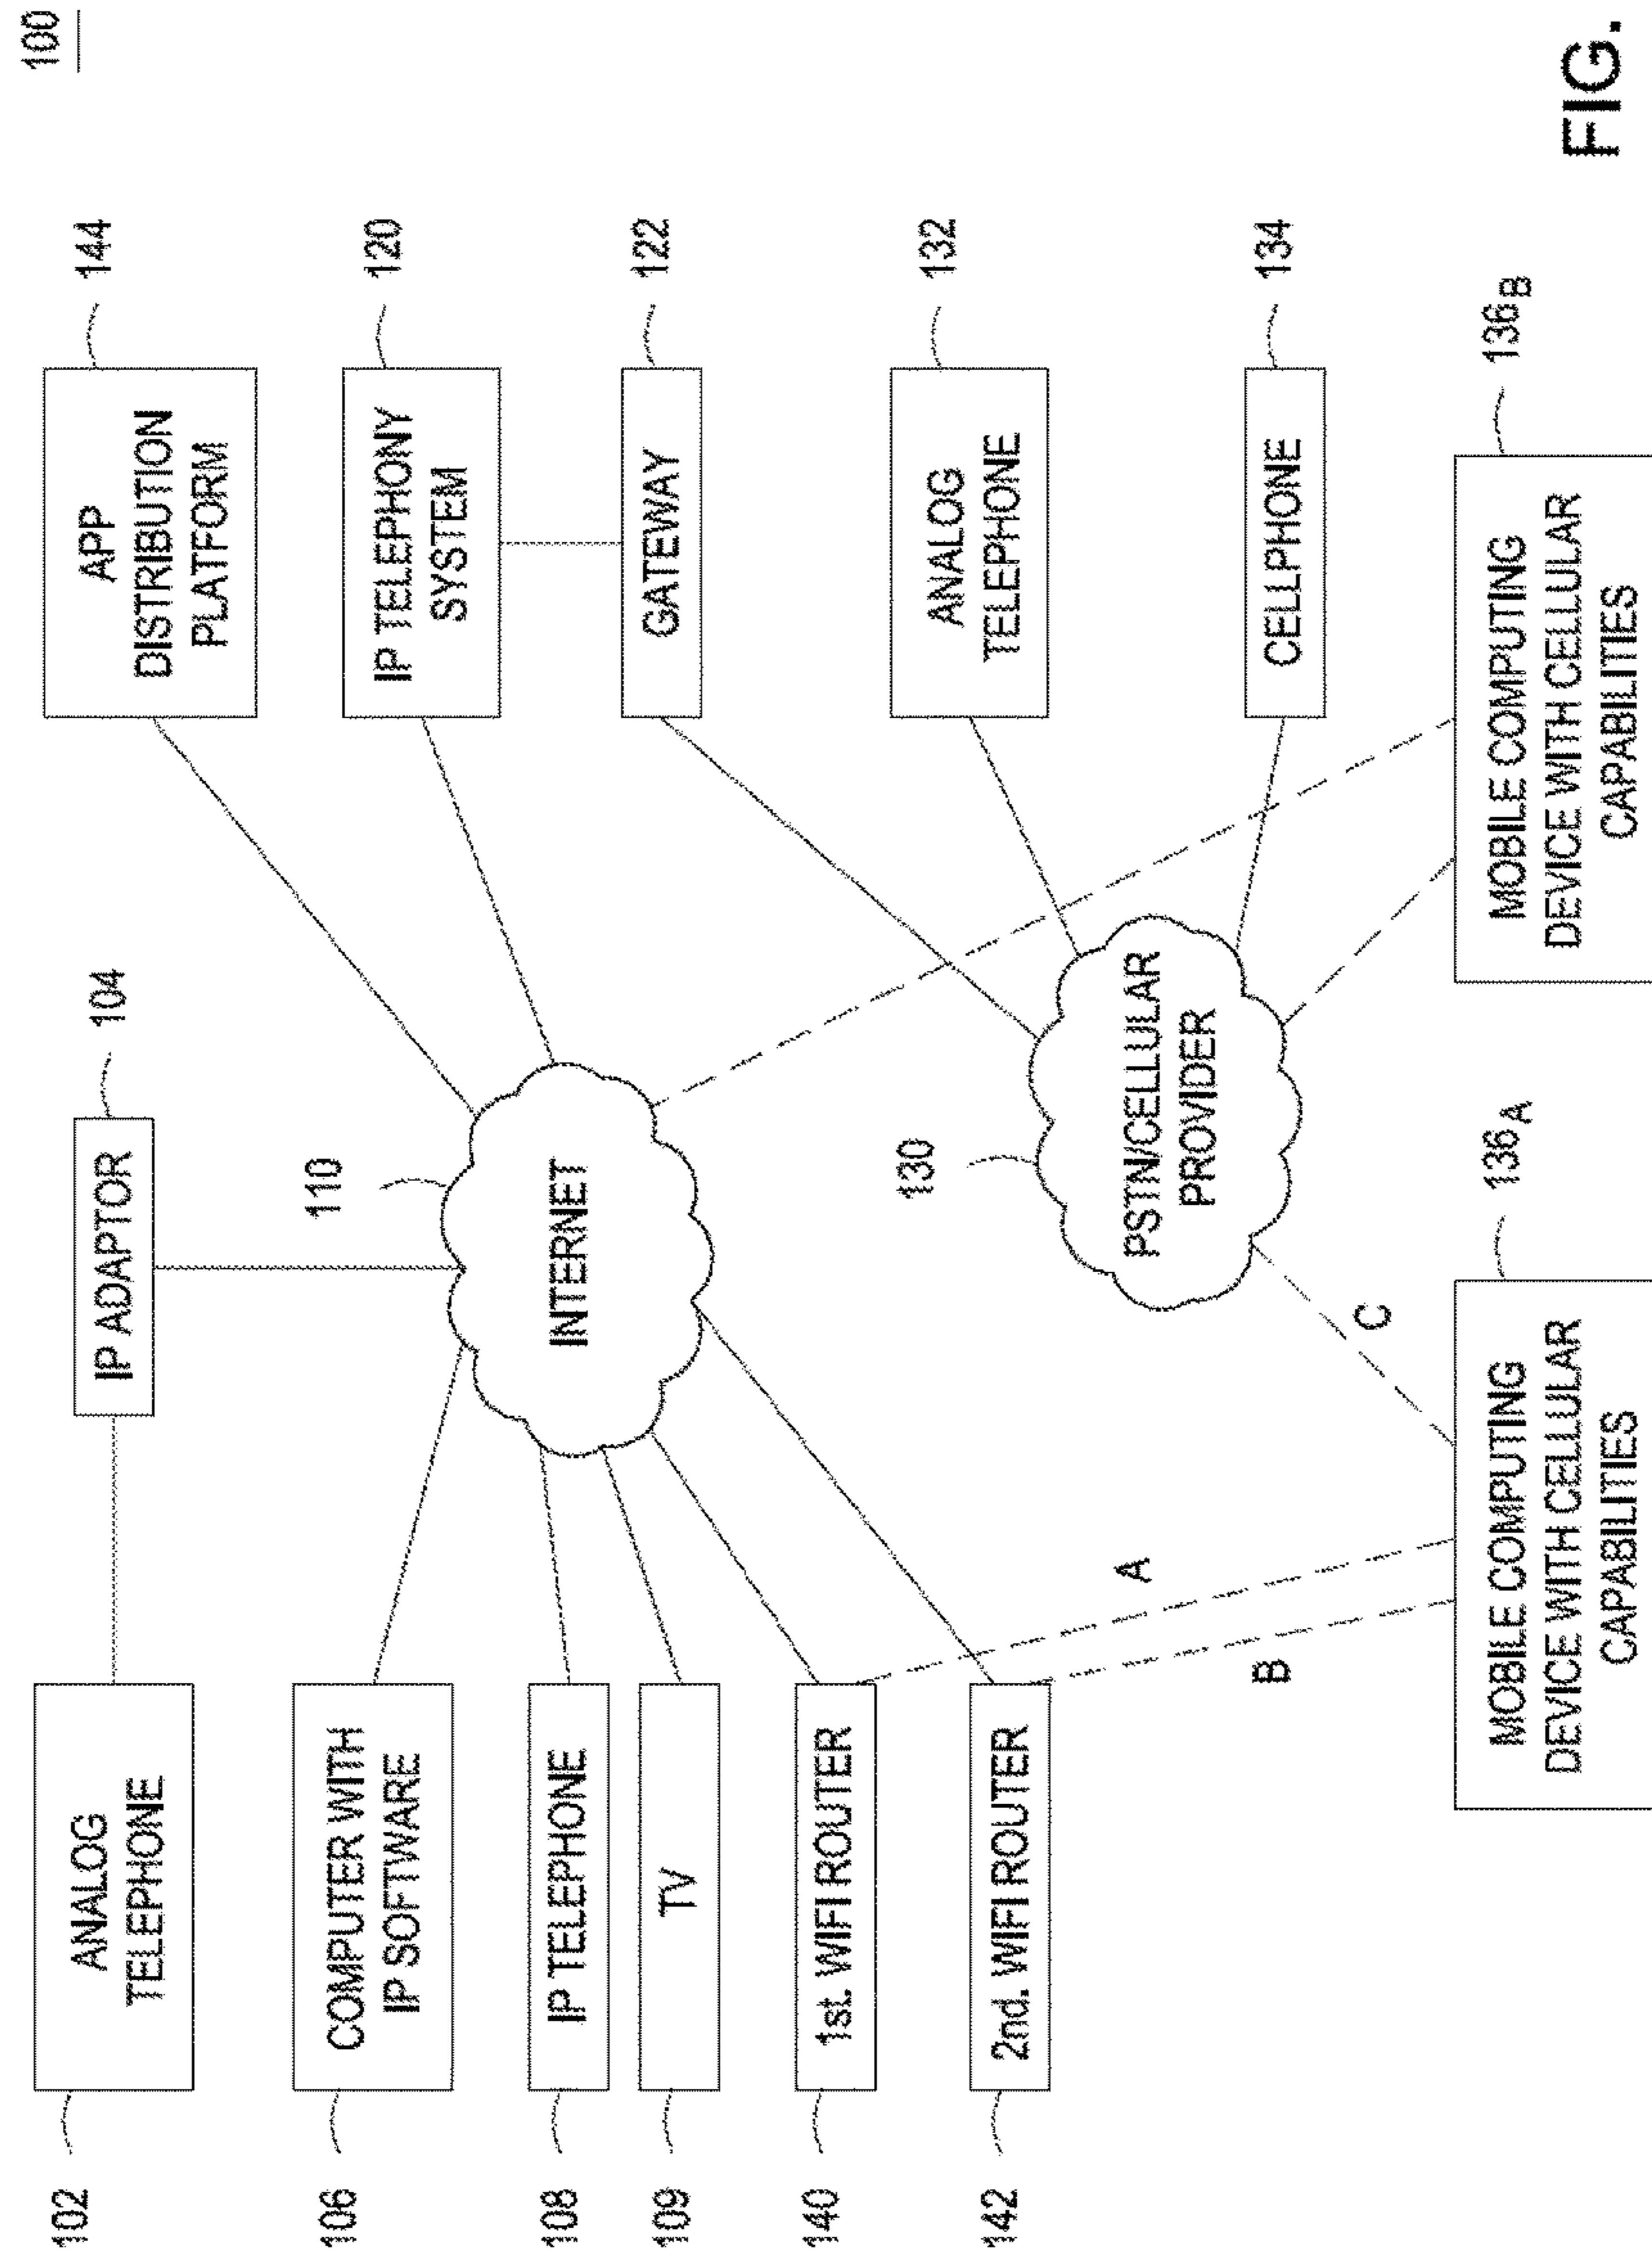 100
ANALOG
TELEPHONE
102
IP ADAPTOR
104
APP
DISTRIBUTION
PLATFORM
144
COMPUTER WITH
IP SOFTWARE
106
110
INTERNET
IP TELEPHONY
SYSTEM
120
IP TELEPHONE
108
TV
109
GATEWAY
122
1st. WIFI ROUTER
140
2nd. WIFI ROUTER
142
130
PSTN/CELLULAR
PROVIDER
ANALOG
TELEPHONE
132
CELLPHONE
134
A
B
C
MOBILE COMPUTING
DEVICE WITH CELLULAR
CAPABILITIES
136A
MOBILE COMPUTING
DEVICE WITH CELLULAR
CAPABILITIES
136B
FIG.